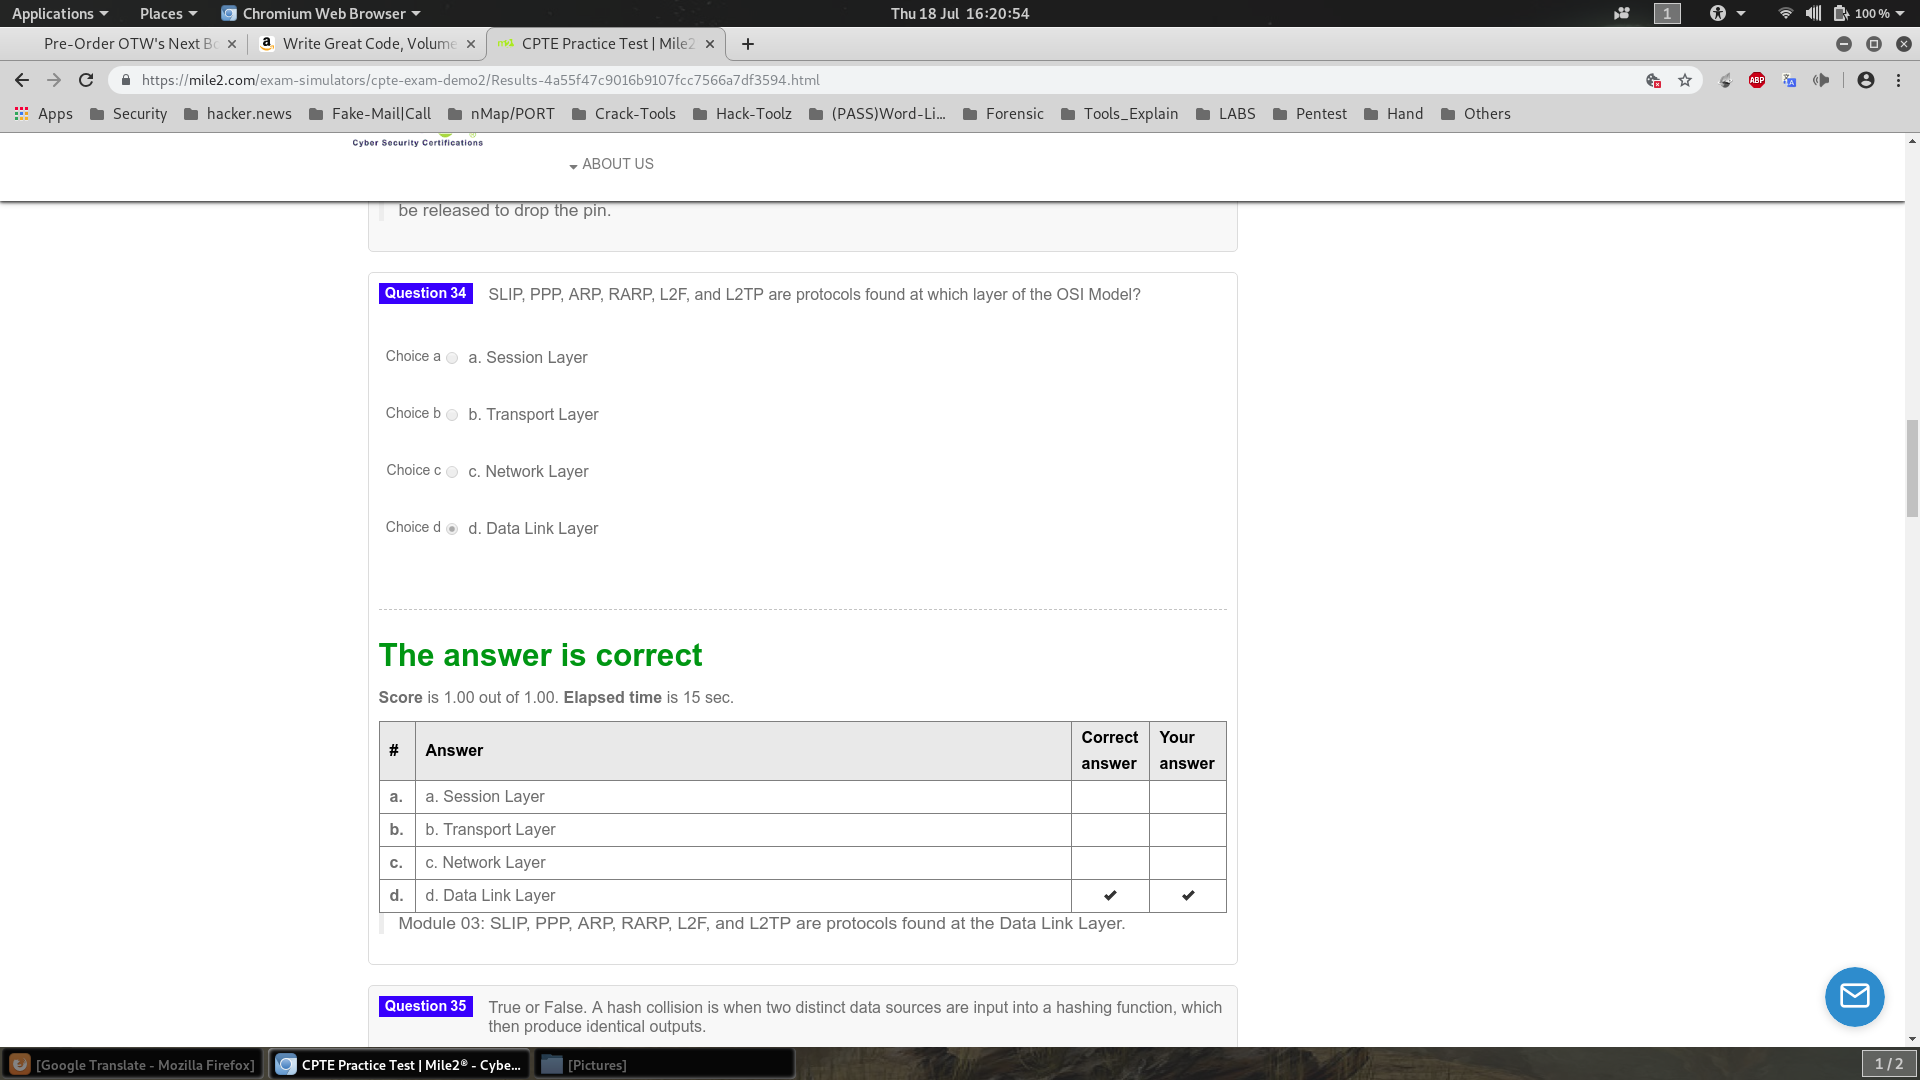 Applications Places Chromium Web Browser Thu 18 Jul 16:20:54 1 100 %
Pre-Order OTW's Next Bo Write Great Code, Volume CPTE Practice Test | Mile2
https://mile2.com/exam-simulators/cpte-exam-demo2/Results-4a55f47c9016b9107fcc7566a7df3594.html ABP
Apps Security hacker.news Fake-Mail|Call nMap/PORT Crack-Tools Hack-Toolz (PASS)Word-Li... Forensic Tools_Explain LABS Pentest Hand Others
Cyber Security Certifications
ABOUT US
be released to drop the pin.
Question 34 SLIP, PPP, ARP, RARP, L2F, and L2TP are protocols found at which layer of the OSI Model?
Choice a a. Session Layer
Choice b b. Transport Layer
Choice c c. Network Layer
Choice d d. Data Link Layer
The answer is correct
Score is 1.00 out of 1.00. Elapsed time is 15 sec.
# Answer Correct answer Your answer
a. a. Session Layer
b. b. Transport Layer
c. c. Network Layer
d. d. Data Link Layer ✔ ✔
Module 03: SLIP, PPP, ARP, RARP, L2F, and L2TP are protocols found at the Data Link Layer.
Question 35 True or False. A hash collision is when two distinct data sources are input into a hashing function, which
then produce identical outputs.
[Google Translate - Mozilla Firefox] CPTE Practice Test | Mile2® - Cybe... [Pictures] 1 / 2